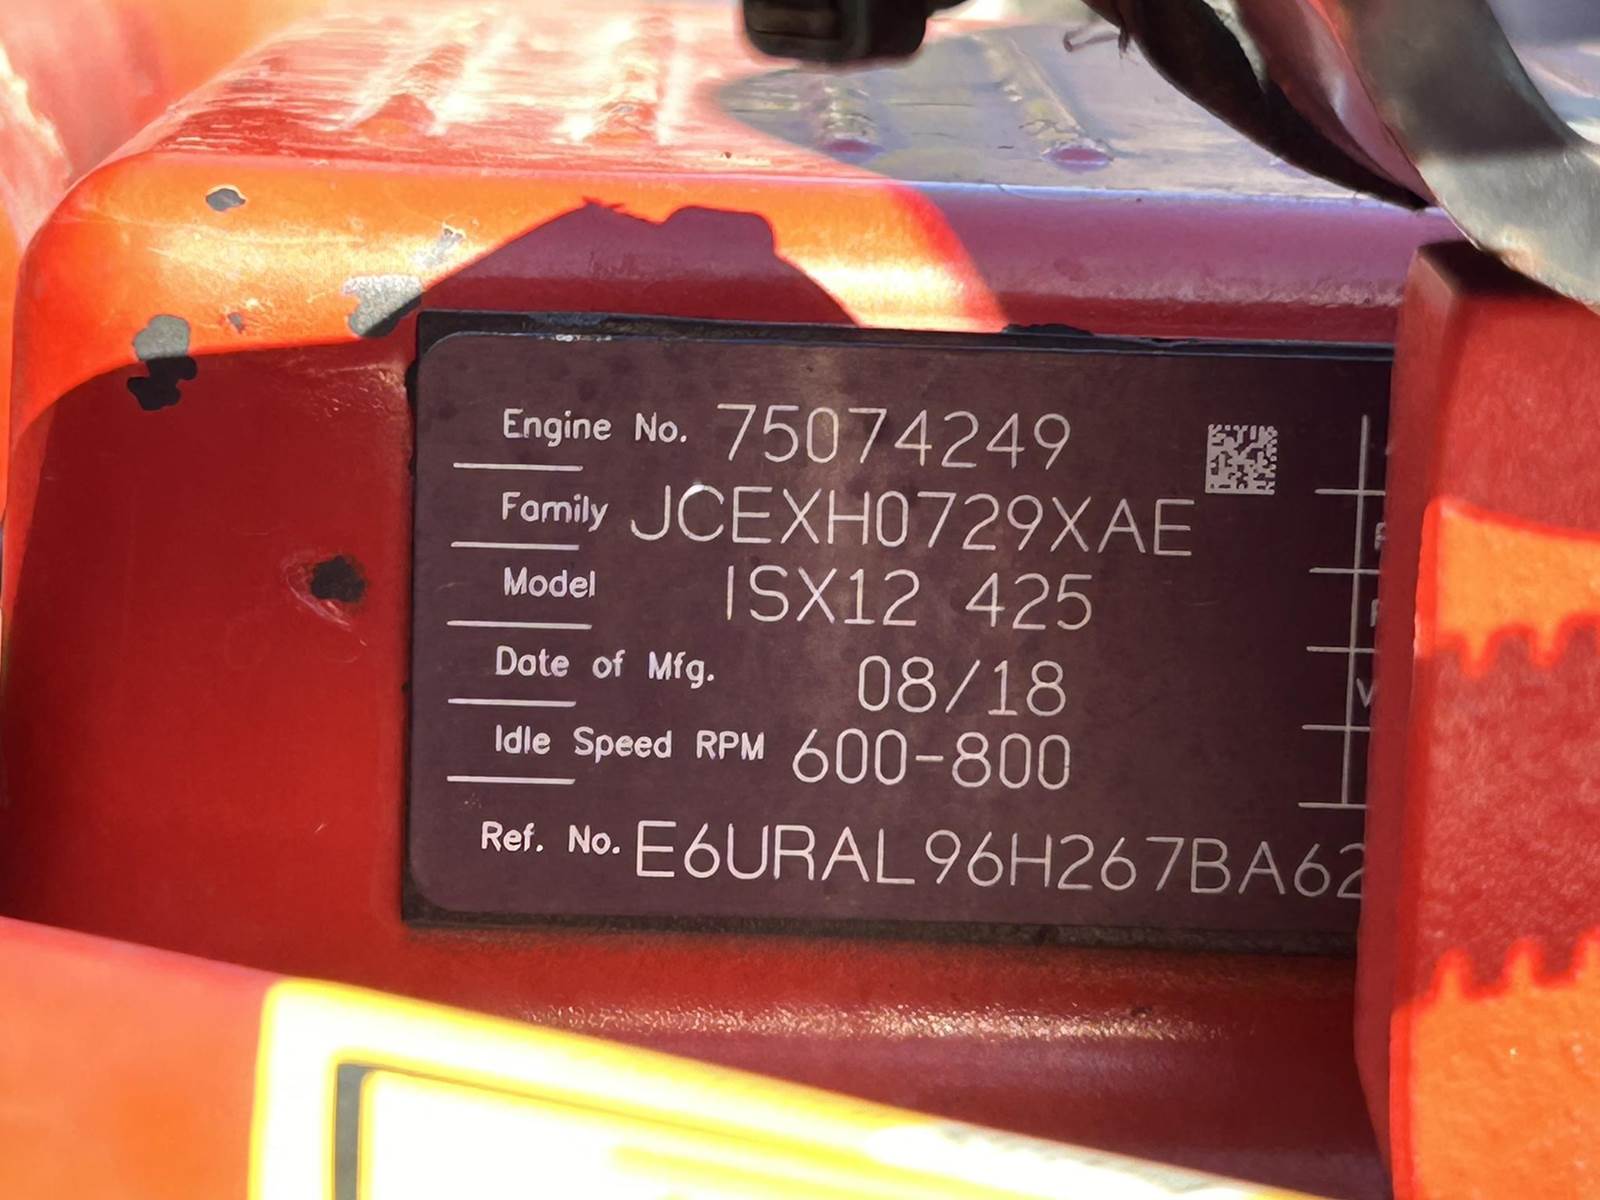 Engine No. 75074249
Family JCEXH0729XAE
Model ISX12 425
Date of Mfg. 08/18
Idle Speed RPM 600-800
Ref. No. E6URAL96H267BA62